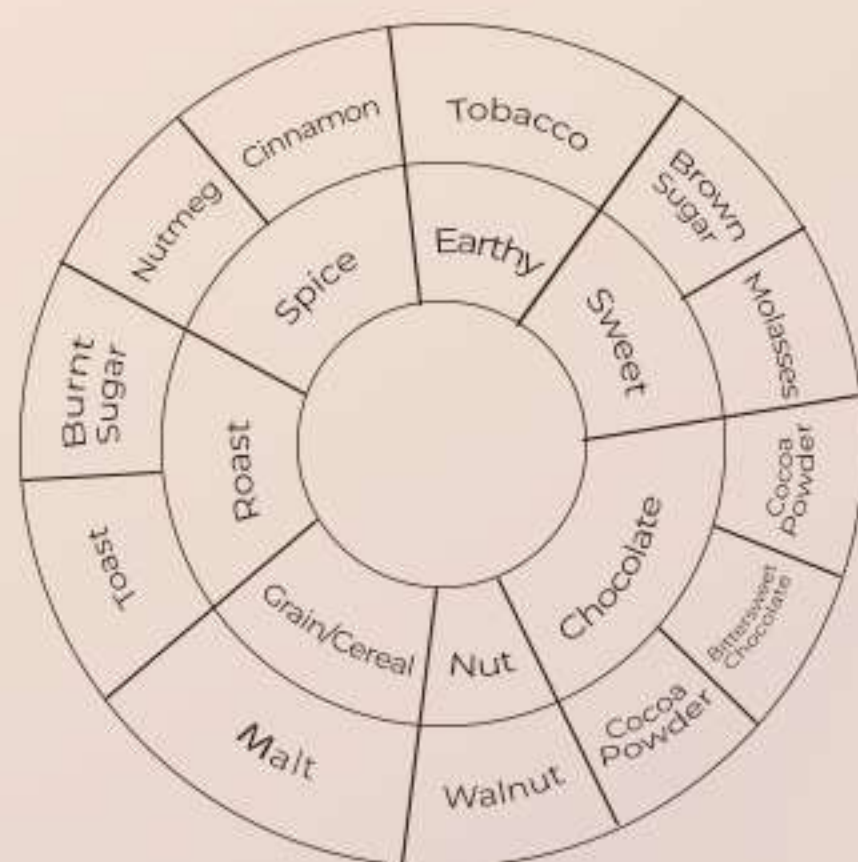 Tobacco
Brown
Sugar
Molasses
Cocoa
Powder
Bittersweet
Chocolate
Cocoa
Powder
Walnut
Malt
Toast
Burnt
Sugar
Nutmeg
Cinnamon
Earthy
Sweet
Chocolate
Nut
Grain/Cereal
Roast
Spice